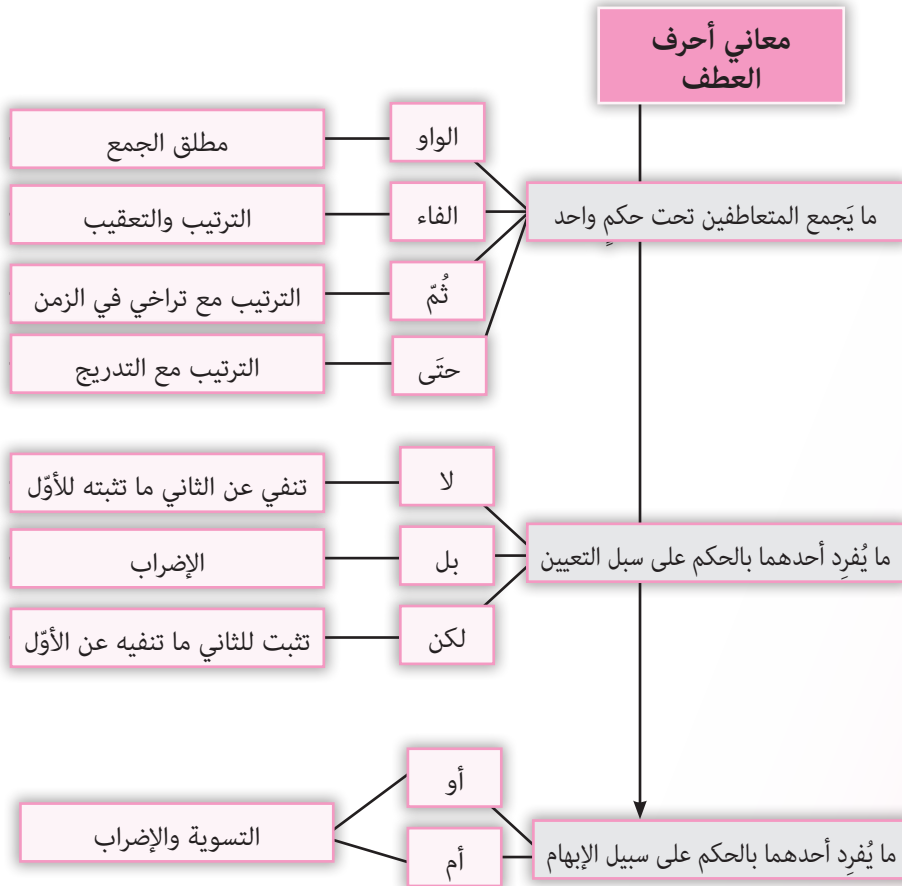 معاني أحرف
العطف
ما يَجمع المتعاطفين تحت حكمٍ واحد
الواو
مطلق الجمع
الفاء
الترتيب والتعقيب
ثُمّ
الترتيب مع تراخي في الزمن
حتَى
الترتيب مع التدريج
ما يُفرِد أحدهما بالحكم على سبل التعيين
لا
تنفي عن الثاني ما تثبته للأوّل
بل
الإضراب
لكن
تثبت للثاني ما تنفيه عن الأوّل
ما يُفرِد أحدهما بالحكم على سبيل الإبهام
أو
أم
التسوية والإضراب